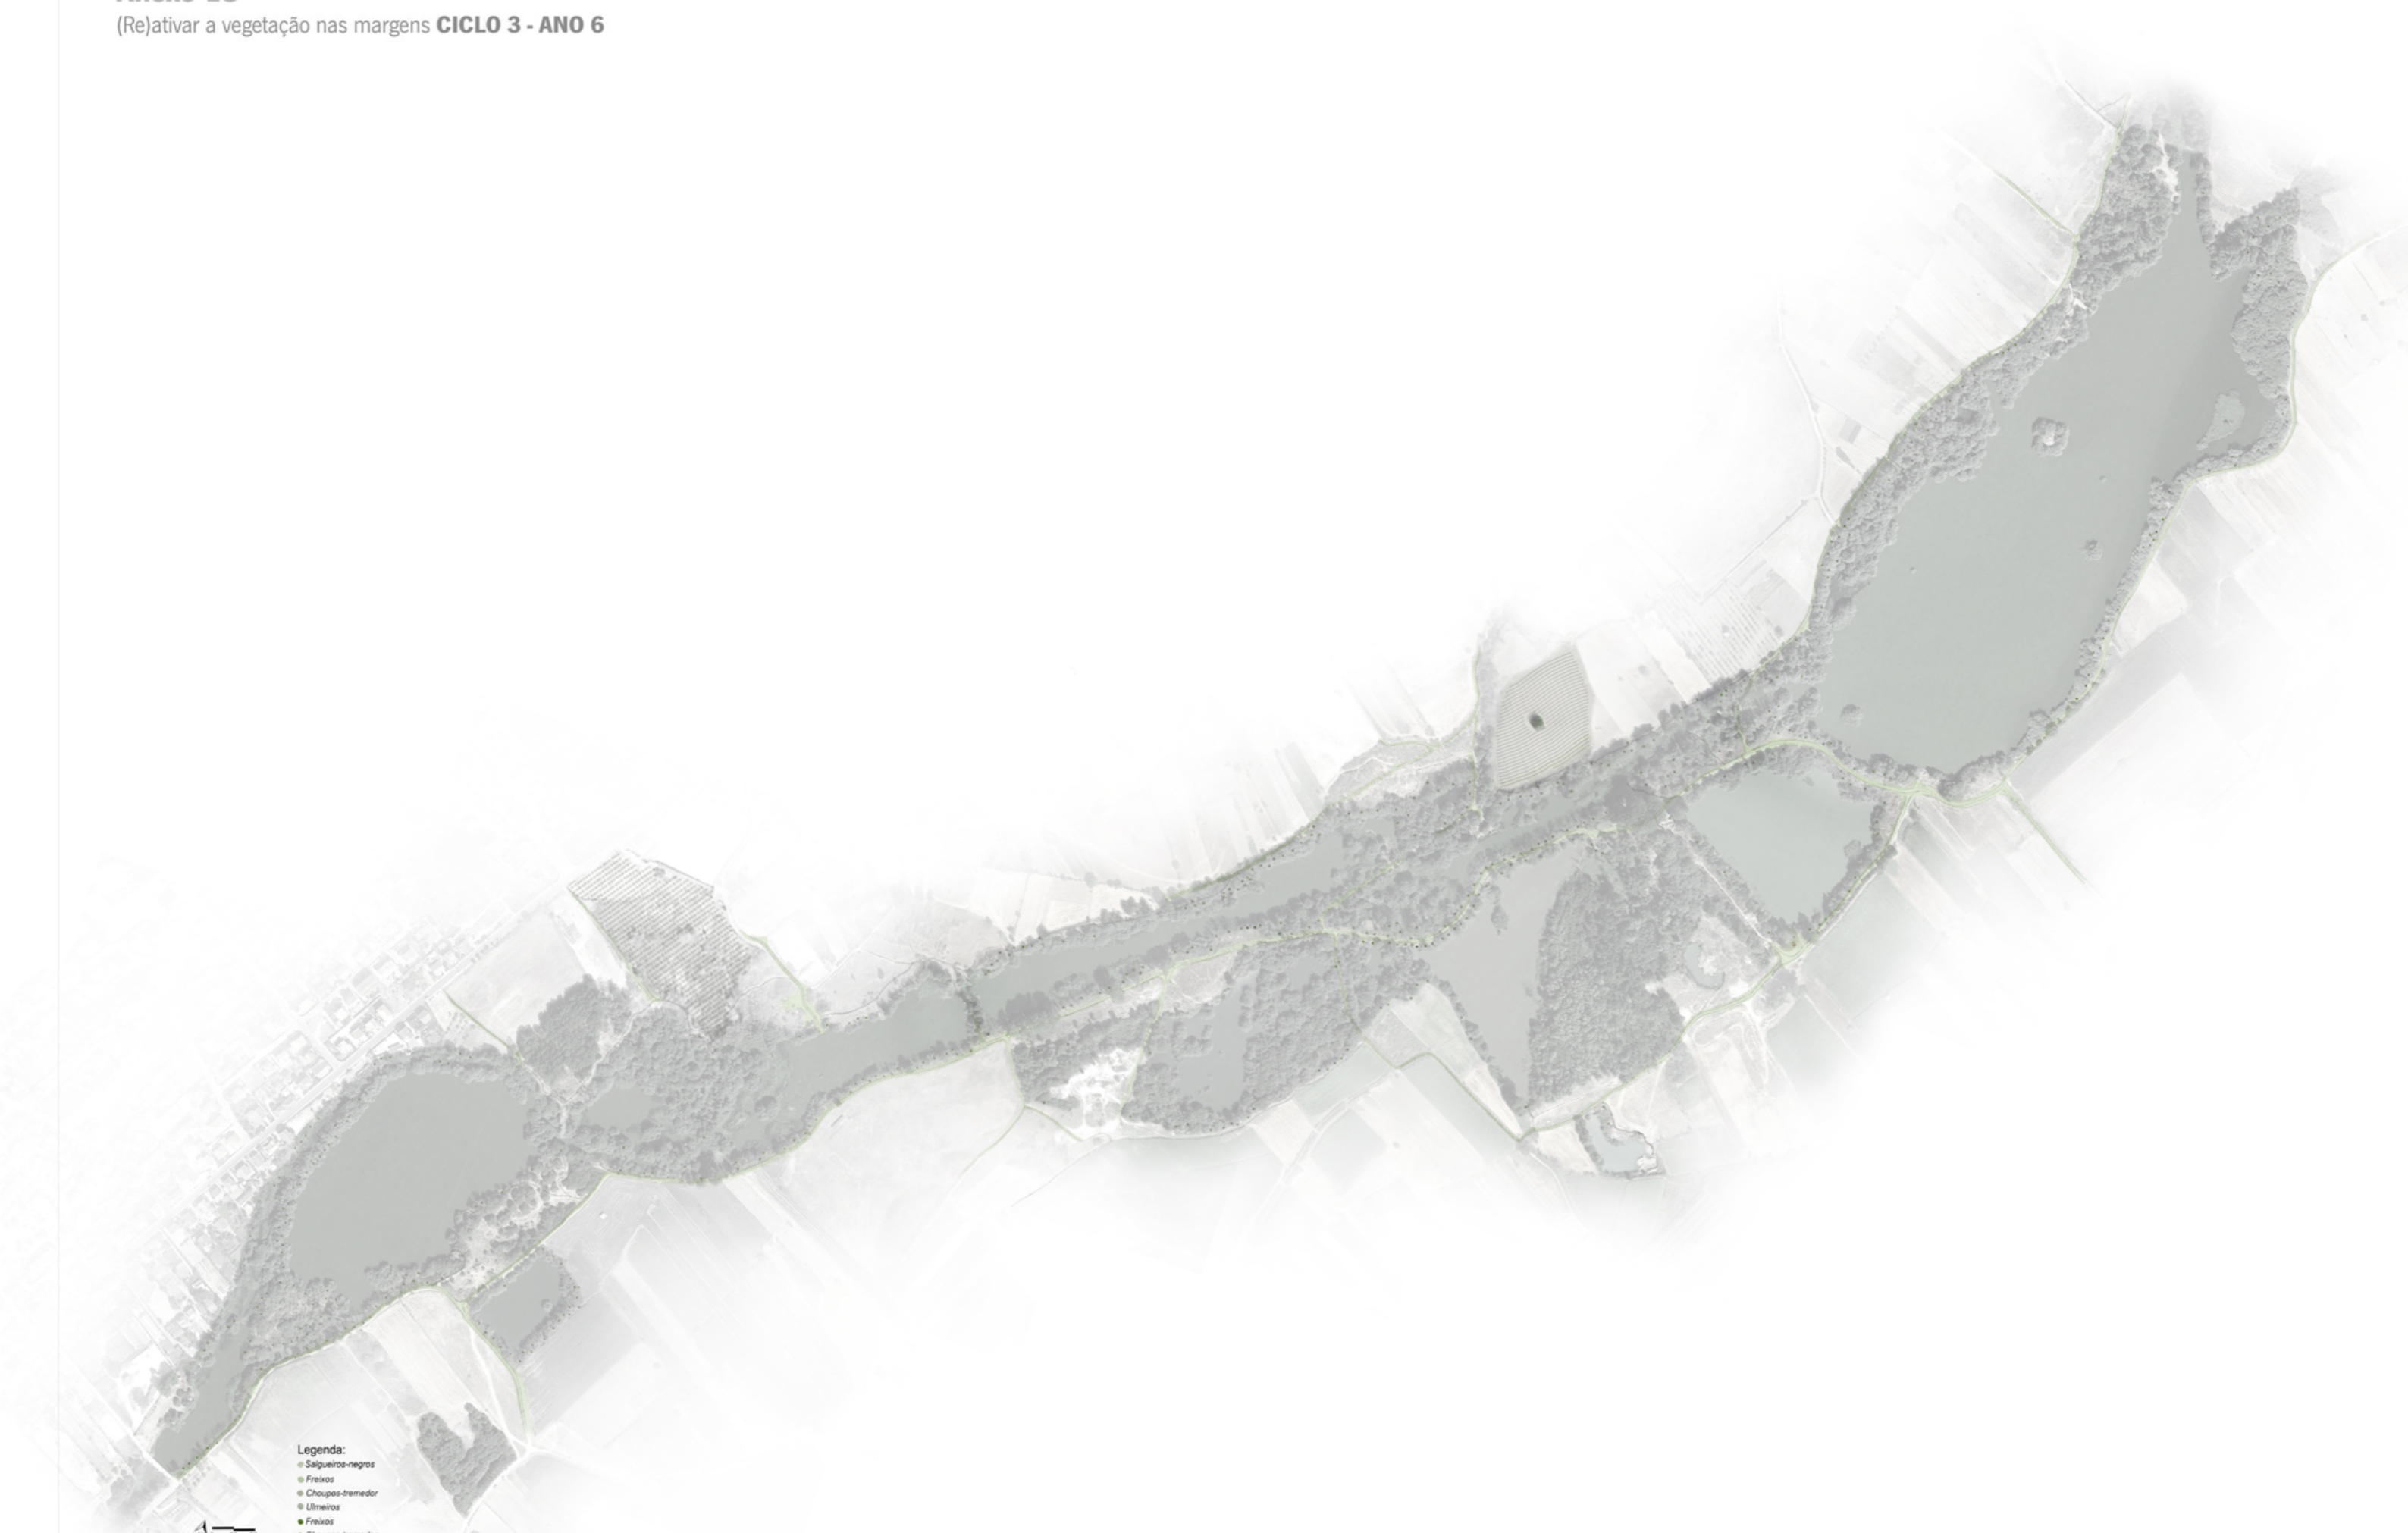 (Re)ativar a vegetação nas margens CICLO 3 - ANO 6
Legenda:
Salgueiros-negros
Freixos
Choupos-tremedor
Ulmeiros
Freixos